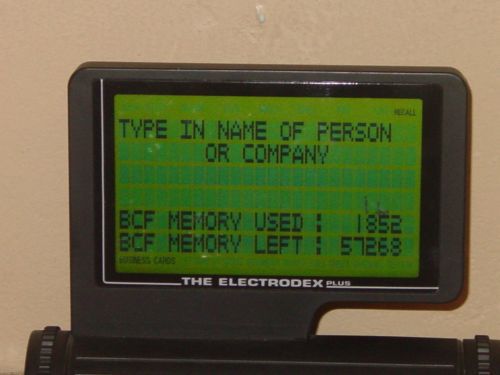 RECALL
TYPE IN NAME OF PERSON
OR COMPANY
BCF MEMORY USED : 1852
BCF MEMORY LEFT : 57268
BUSINESS CARDS
THE ELECTRODEX PLUS